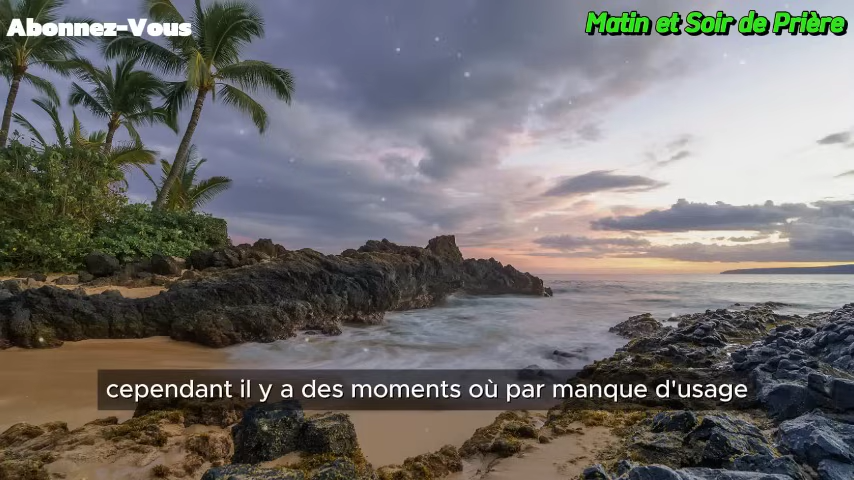 Abonnez-Vous
Matin et Soir de Prière
cependant il y a des moments où par manque d'usage